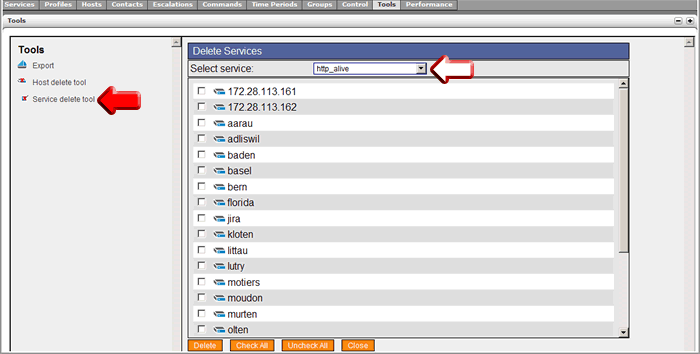 Services Profiles Hosts Contacts Escalations Commands Time Periods Groups Control Tools Performance
Tools
Tools
Export
Host delete tool
Service delete tool
Delete Services
Select service: http_alive
172.28.113.161
172.28.113.162
aarau
adliswil
baden
basel
bern
florida
jira
kloten
littau
lutry
motiers
moudon
murten
olten
Delete Check All Uncheck All Close